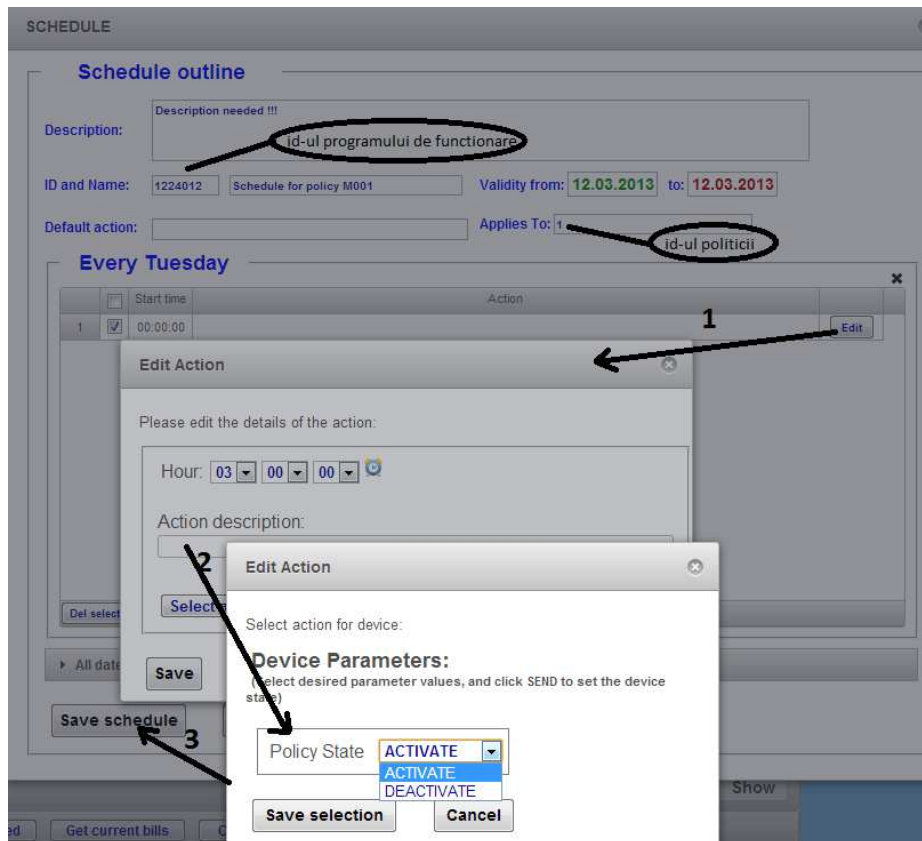 SCHEDULE
Schedule outline
Description needed !!!
Description:
id-ul programului de functionare
ID and Name: 1224012 Schedule for policy M001 Validity from: 12.03.2013 to: 12.03.2013
Default action: Applies To: 1
id-ul politicii
Every Tuesday
Start time Action
1 00:00:00 1 Edit
Edit Action
Please edit the details of the action:
Hour: 03 00 00
Action description:
2
Edit Action
Del select
Select
Select action for device:
All date
Save
Device Parameters:
(Select desired parameter values, and click SEND to set the device
state)
Save schedule
3
Policy State ACTIVATE
ACTIVATE
DEACTIVATE
Show
Save selection Cancel
ed Get current bills C